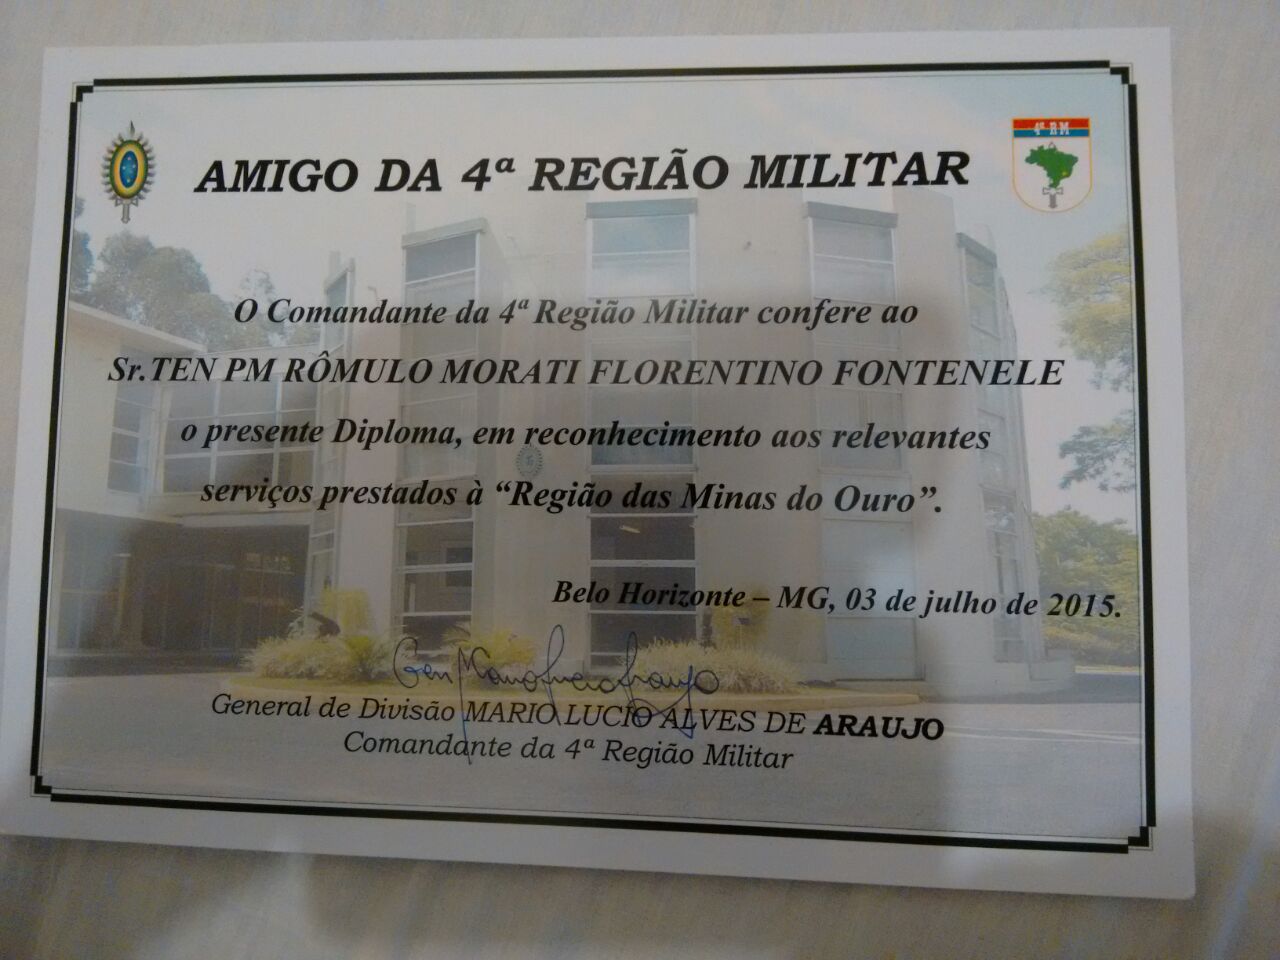 4ª RM
AMIGO DA 4ª REGIÃO MILITAR
O Comandante da 4ª Região Militar confere ao
Sr.TEN PM RÔMULO MORATI FLORENTINO FONTENELE
o presente Diploma, em reconhecimento aos relevantes
serviços prestados à “Região das Minas do Ouro”.
Belo Horizonte – MG, 03 de julho de 2015.
General de Divisão MARIO LUCIO ALVES DE ARAUJO
Comandante da 4ª Região Militar